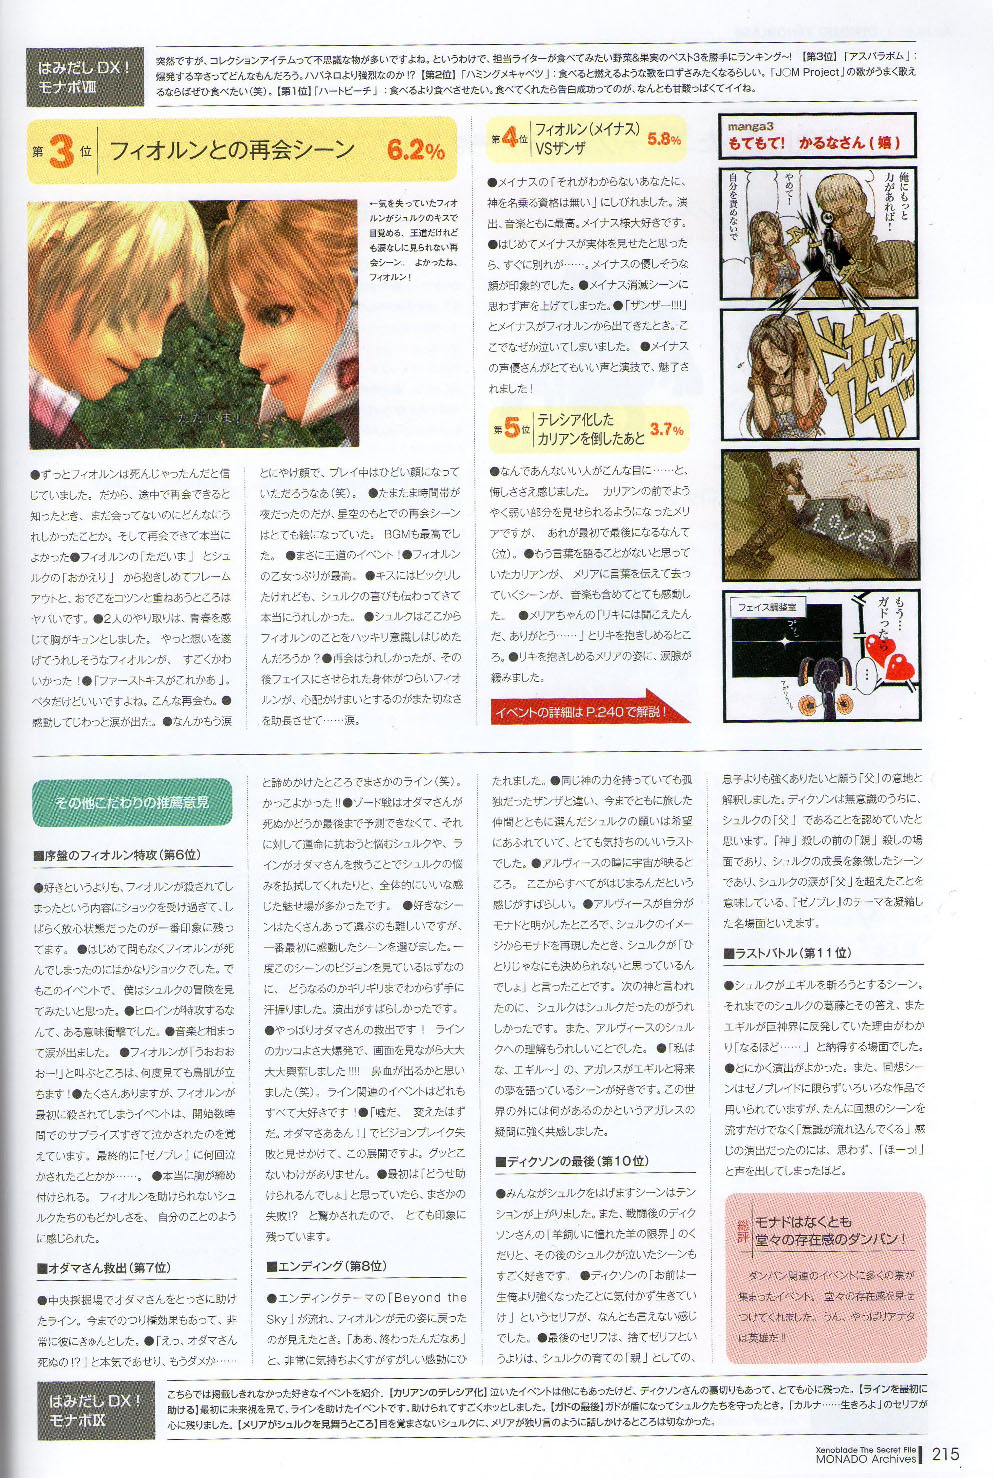 はみだしDX！
モナポⅧ
突然ですが、コレクションアイテムって不思議な物が多いですよね。というわけで、担当ライターが食べてみたい野菜&果実のベスト3を勝手にランキング〜!【第3位】「アスパラボム」:
爆発する辛さってどんなもんだろう。ハバネロより強烈なのか!?【第2位】「ハミングメキャベツ」:食べると燃えるような歌を口ずさみたくなるらしい。「J〇M Project」の歌がうまく歌え
るならばぜひ食べたい(笑)。【第1位】「ハートピーチ」:食べるより食べさせたい。食べてくれたら告白成功ってのが、なんとも甘酸っぱくてイイね。
第3位 フィオルンとの再会シーン 6.2%
←気を失っていたフィオ
ルンがシュルクのキスで
目覚める、王道だけれど
も涙なしに見られない再
会シーン。よかったね、
フィオルン!
●ずっとフィオルンは死んじゃったんだと信
じていました。だから、途中で再会できると
知ったとき、まだ会ってないのにどんなにう
れしかったことか。そして再会できて本当に
よかった●フィオルンの「ただいま」とシュ
ルクの「おかえり」から抱きしめてフレーム
アウトと、おでこをコツンと重ねあうところは
ヤバいです。●2人のやり取りは、青春を感
じて胸がキュンとしました。やっと想いを遂
げてうれしそうなフィオルンが、すごくかわ
いかった!●「ファーストキスがこれかあ」。
ベタだけどいいですよね。こんな再会も。●
感動してじわっと涙が出た。●なんかもう涙
とにやけ顔で、プレイ中はひどい顔になって
いただろうなあ(笑)。●たまたま時間帯が
夜だったのだが、星空のもとでの再会シーン
はとても絵になっていた。BGMも最高でし
た。●まさに王道のイベント!●フィオルン
の乙女っぷりが最高。●キスにはビックリし
たけれども、シュルクの喜びも伝わってきて
本当にうれしかった。●シュルクはここから
フィオルンのことをハッキリ意識しはじめた
んだろうか?●再会はうれしかったが、その
後フェイスにさせられた身体がつらいフィオ
ルンが、心配かけまいとするのがまた切なさ
を助長させて……涙。
第4位 フィオルン(メイナス)
VSザンザ 5.8%
●メイナスの「それがわからないあなたに、
神を名乗る資格は無い」にしびれました。演
出、音楽ともに最高。メイナス様大好きです。
●はじめてメイナスが実体を見せたと思った
ら、すぐに別れが……。メイナスの優しそうな
顔が印象的でした。●メイナス消滅シーンに
思わず声を上げてしまった。●「ザンザー!!!!」
とメイナスがフィオルンから出てきたとき。こ
こでなぜか泣いてしまいました。●メイナス
の声優さんがとてもいい声と演技で、魅了さ
れました!
第5位 テレシア化した
カリアンを倒したあと 3.7%
●なんであんないい人がこんな目に……と、
悔しささえ感じました。カリアンの前でよう
やく弱い部分を見せられるようになったメリ
アですが、あれが最初で最後になるなんて
(泣)。●もう言葉を語ることがないと思って
いたカリアンが、メリアに言葉を伝えて去っ
ていくシーンが、音楽も含めてとても感動し
た。●メリアちゃんの「リキには聞こえたん
だ、ありがとう……」とリキを抱きしめるとこ
ろ。●リキを抱きしめるメリアの姿に、涙腺が
緩みました。
イベントの詳細はP.240で解説!
manga3
もてもて! かるなさん(嬉)
俺にもっと
力があれば!
やめて!
自分を責めないで
ガガガ
ドガガ
LOVE
フェイス調整室
もう…
ガドったら
(…)
その他こだわりの推薦意見
■序盤のフィオルン特攻(第6位)
●好きというよりも、フィオルンが殺されてし
まったという内容にショックを受け過ぎて、し
ばらく放心状態だったのが一番印象に残っ
てます。●はじめて間もなくフィオルンが死
んでしまったのにはかなりショックでした。で
もこのイベントで、僕はシュルクの冒険を見
てみたいと思った。●ヒロインが特攻するな
んて、ある意味衝撃でした。●音楽と相まっ
て涙が出ました。●フィオルンが「うおおお
おー!」と叫ぶところは、何度見ても鳥肌が立
ちます!●たくさんありますが、フィオルンが
最初に殺されてしまうイベントは、開始数時
間でのサプライズすぎて泣かされたのを覚
えています。最終的に『ゼノブレ』に何回泣
かされたことか……。●本当に胸が締め
付けられる。フィオルンを助けられないシュ
ルクたちのもどかしさを、自分のことのよう
に感じられた。
■オダマさん救出(第7位)
●中央採掘場でオダマさんをとっさに助け
たライン。今までのつり橋効果もあって、非
常に彼にきゅんとした。●「えっ、オダマさん
死ぬの!?」と本気であせり、もうダメか……
と諦めかけたところでまさかのライン(笑)。
かっこよかった!!●ゾード戦はオダマさんが
死ぬかどうか最後まで予測できなくて、それ
に対して運命に抗おうと悩むシュルクや、ラ
インがオダマさんを救うことでシュルクの悩
みを払拭してくれたりと、全体的にいいな感
じた魅せ場が多かったです。●好きなシー
ンはたくさんあって選ぶのも難しいですが、
一番最初に感動したシーンを選びました。一
度このシーンのビジョンを見ているはずなの
に、どうなるのかギリギリまでわからず手に
汗握りました。演出がすばらしかったです。
●やっぱりオダマさんの救出です! ライン
のカッコよさ大爆発で、画面を見ながら大大
大大興奮しました!!!! 鼻血が出るかと思い
ました(笑)。ライン関連のイベントはどれも
すべて大好きです!●「嘘だ、変えたはず
だ。オダマさああん!」でビジョンブレイク失
敗と見せかけて、この展開ですよ。グッとこ
ないわけがありません。●最初は「どうせ助
けられるんでしょ」と思っていたら、まさかの
失敗!? と驚かされたので、とても印象に
残っています。
■エンディング(第8位)
●エンディングテーマの「Beyond the
Sky」が流れ、フィオルンが元の姿に戻った
のが見えたとき。「ああ、終わったんだなあ」
と、非常に気持ちよくすがすがしい感動にひ
たれました。●同じ神の力を持っていても孤
独だったザンザと違い、今までともに旅した
仲間とともに選んだシュルクの願いは希望
にあふれていて、とても気持ちのいいラスト
でした。●アルヴィースの瞳に宇宙が映ると
ころ。ここからすべてがはじまるんだという
感じがすばらしい。●アルヴィースが自分が
モナドと明かしたところで、シュルクのイメー
ジからモナドを再現したとき、シュルクが「ひ
とりじゃなにも決められないと思っているん
でしょ」と言ったことです。次の神と言われ
たのに、シュルクはシュルクだったのがうれ
しかったです。また、アルヴィースのシュル
クへの理解もうれしいことでした。●「私は
な、エギル〜」の、アガレスがエギルと将来
の夢を語っているシーンが好きです。この世
界の外には何があるのかというアガレスの
疑問に強く共感しました。
■ディクソンの最後(第10位)
●みんながシュルクをはげますシーンはテン
ションが上がりました。また、戦闘後のディク
ソンさんの「羊飼いに憧れた羊の限界」のく
だりと、その後のシュルクが泣いたシーンも
すごく好きです。●ディクソンの「お前は一
生俺より強くなったことに気付かず生きてい
け」というセリフが、なんとも言えない感じ
でした。●最後のセリフは、捨てゼリフとい
うよりは、シュルクの育ての「親」としての、
息子よりも強くありたいと願う「父」の意地と
解釈しました。ディクソンは無意識のうちに、
シュルクの「父」であることを認めていたと
思います。「神」殺しの前の「親」殺しの場
面であり、シュルクの成長を象徴したシーン
であり、シュルクの涙が「父」を超えたことを
意味している、『ゼノブレ』のテーマを凝縮し
た名場面といえます。
■ラストバトル(第11位)
●シュルクがエギルを斬ろうとするシーン。
それまでのシュルクの葛藤とその答え、また
エギルが巨神界に反発していた理由がわか
り「なるほど……」と納得する場面でした。
●とにかく演出がよかった。また、回想シー
ンはゼノブレイドに限らずいろいろな作品で
用いられていますが、たんに回想のシーンを
流すだけでなく「意識が流れ込んでくる」感
じの演出だったのには、思わず、「ほーっ!」
と声を出してしまったほど。
総評 モナドはなくとも
堂々の存在感のダンバン!
ダンバン関連のイベントに多くの票が
集まったイベント。堂々の存在感を見せ
つけてくれました。うん、やっぱりアナタ
は英雄だ!!
はみだしDX！
モナポⅨ
こちらでは掲載しきれなかった好きなイベントを紹介。【カリアンのテレシア化】泣いたイベントは他にもあったけど、ディクソンさんの裏切りもあって、とても心に残った。【ラインを最初に
助ける】最初に未来視を見て、ラインを助けたイベントです。助けられてすごくホッとしました。【ガドの最後】ガドが盾になってシュルクたちを守ったとき。「カルナ……生きろよ」のセリフが
心に残りました。【メリアがシュルクを見舞うところ】目を覚まさないシュルクに、メリアが独り言のように話しかけるところは切なかった。
Xenoblade The Secret File
MONADO Archives 215